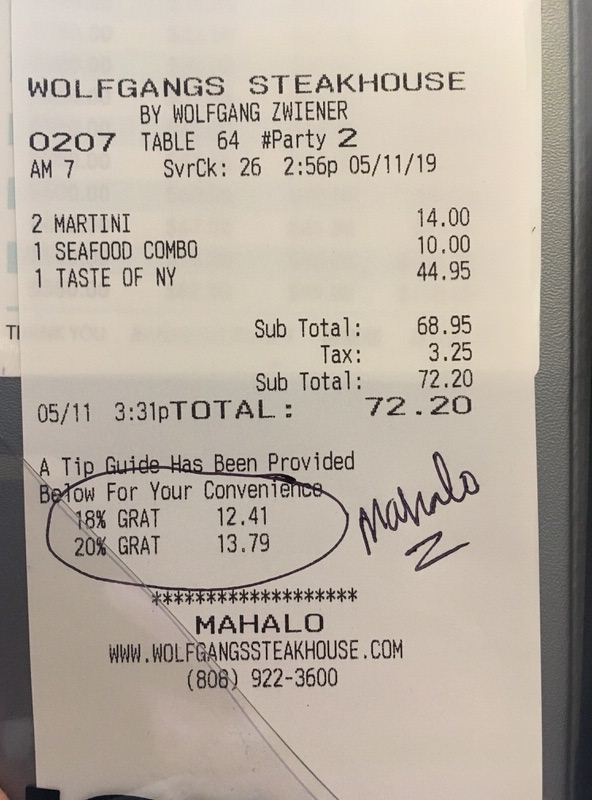 WOLFGANGS STEAKHOUSE
BY WOLFGANG ZWIENER
0207 TABLE 64 #Party 2
AM 7 SvrCk: 26 2:56p 05/11/19
2 MARTINI 14.00
1 SEAFOOD COMBO 10.00
1 TASTE OF NY 44.95
Sub Total: 68.95
Tax: 3.25
Sub Total: 72.20
05/11 3:31pTOTAL: 72.20
A Tip Guide Has Been Provided
Below For Your Convenience
18% GRAT 12.41
20% GRAT 13.79
Mahalo
*******************
MAHALO
WWW.WOLFGANGSSTEAKHOUSE.COM
(808) 922-3600